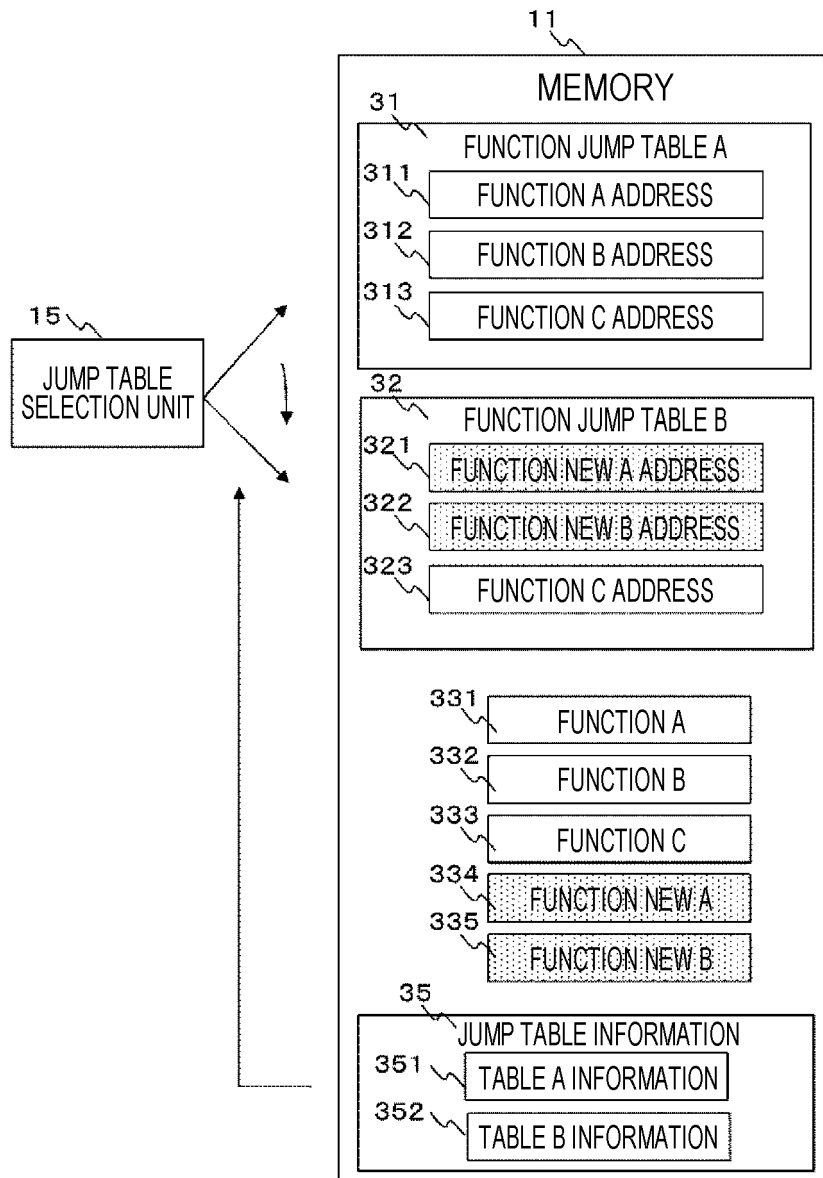 11
MEMORY
31
FUNCTION JUMP TABLE A
311
FUNCTION A ADDRESS
312
FUNCTION B ADDRESS
313
FUNCTION C ADDRESS
15
JUMP TABLE
SELECTION UNIT
32
FUNCTION JUMP TABLE B
321
FUNCTION NEW A ADDRESS
322
FUNCTION NEW B ADDRESS
323
FUNCTION C ADDRESS
331
FUNCTION A
332
FUNCTION B
333
FUNCTION C
334
FUNCTION NEW A
335
FUNCTION NEW B
35
JUMP TABLE INFORMATION
351
TABLE A INFORMATION
352
TABLE B INFORMATION